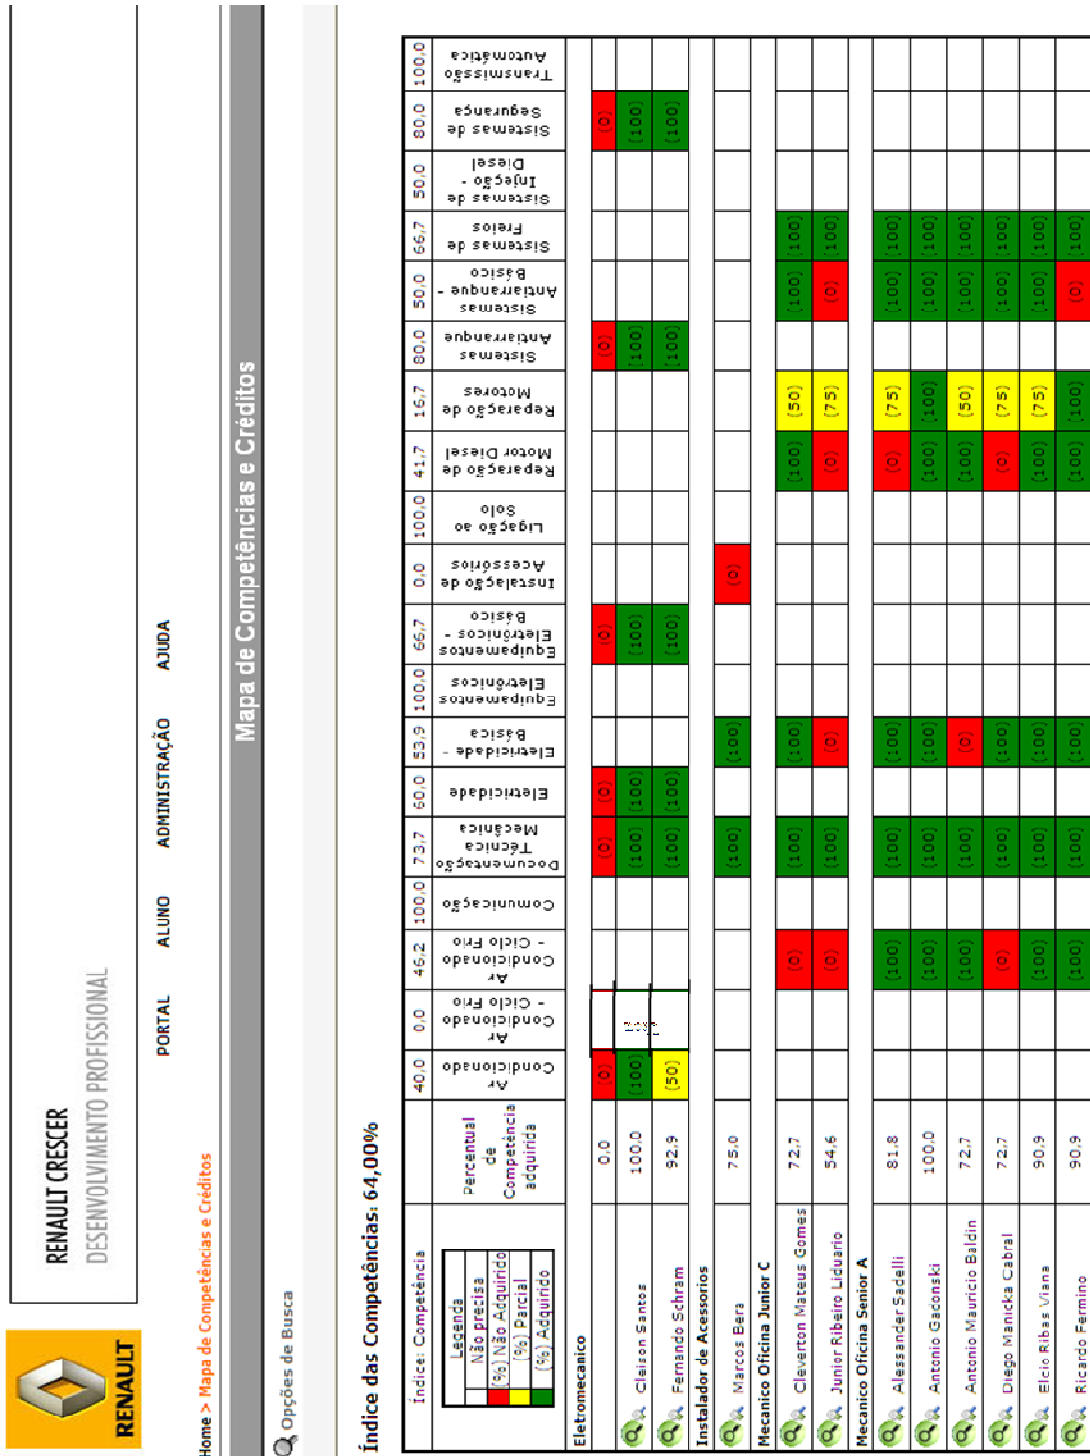 RENAULT
RENAULT CRESCER
DESENVOLVIMENTO PROFISSIONAL
PORTAL ALUNO ADMINISTRAÇÃO AJUDA
Home > Mapa de Competências e Créditos
Mapa de Competências e Créditos
Opções de Busca
Índice das Competências: 64,00%
Índice: Competência 40,0 0,0 46,2 100,0 73,7 60,0 53,9 100,0 66,7 0,0 100,0 41,7 16,7 80,0 50,0 66,7 50,0 80,0 100,0
Legenda
Não precisa
(%) Não Adquirido
(%) Parcial
(%) Adquirido
Percentual
de
Competência
adquirida
Ar
Condicionado
Ar
Condicionado
- Ciclo Frio
Ar
Condicionado
- Ciclo Frio
Comunicação
Documentação
Técnica
Mecânica
Eletricidade
Eletricidade -
Básica
Equipamentos
Eletrônicos
Equipamentos
Eletrônicos -
Básico
Instalação de
Acessórios
Ligação ao
Solo
Reparação de
Motor Diesel
Reparação de
Motores
Sistemas
Antiarranque
Sistemas
Antiarranque -
Básico
Sistemas de
Freios
Sistemas de
Injeção -
Diesel
Sistemas de
Segurança
Transmissão
Automática
Eletromecanico
0,0 (0) (0) (0) (0) (0) (0)
Cleison Santos 100,0 (100) (100) (100) (100) (100) (100)
Fernando Schram 92,9 (50) (100) (100) (100) (100) (100)
Instalador de Acessorios
Marcos Bera 75,0 (100) (100) (0)
Mecanico Oficina Junior C
Cleverton Mateus Gomes 72,7 (0) (100) (100) (100) (50) (100) (100)
Junior Ribeiro Liduario 54,6 (0) (100) (0) (0) (75) (0) (100)
Mecanico Oficina Senior A
Alessander Sadelli 81,8 (100) (100) (100) (0) (75) (100) (100)
Antonio Gadonski 100,0 (100) (100) (100) (100) (100) (100) (100)
Antonio Mauricio Baldin 72,7 (100) (100) (0) (100) (50) (100) (100)
Diego Manicka Cabral 72,7 (0) (100) (100) (0) (75) (100) (100)
Elcio Ribas Viana 90,9 (100) (100) (100) (100) (75) (100) (100)
Ricardo Fermino 90,9 (100) (100) (100) (100) (100) (0) (100)